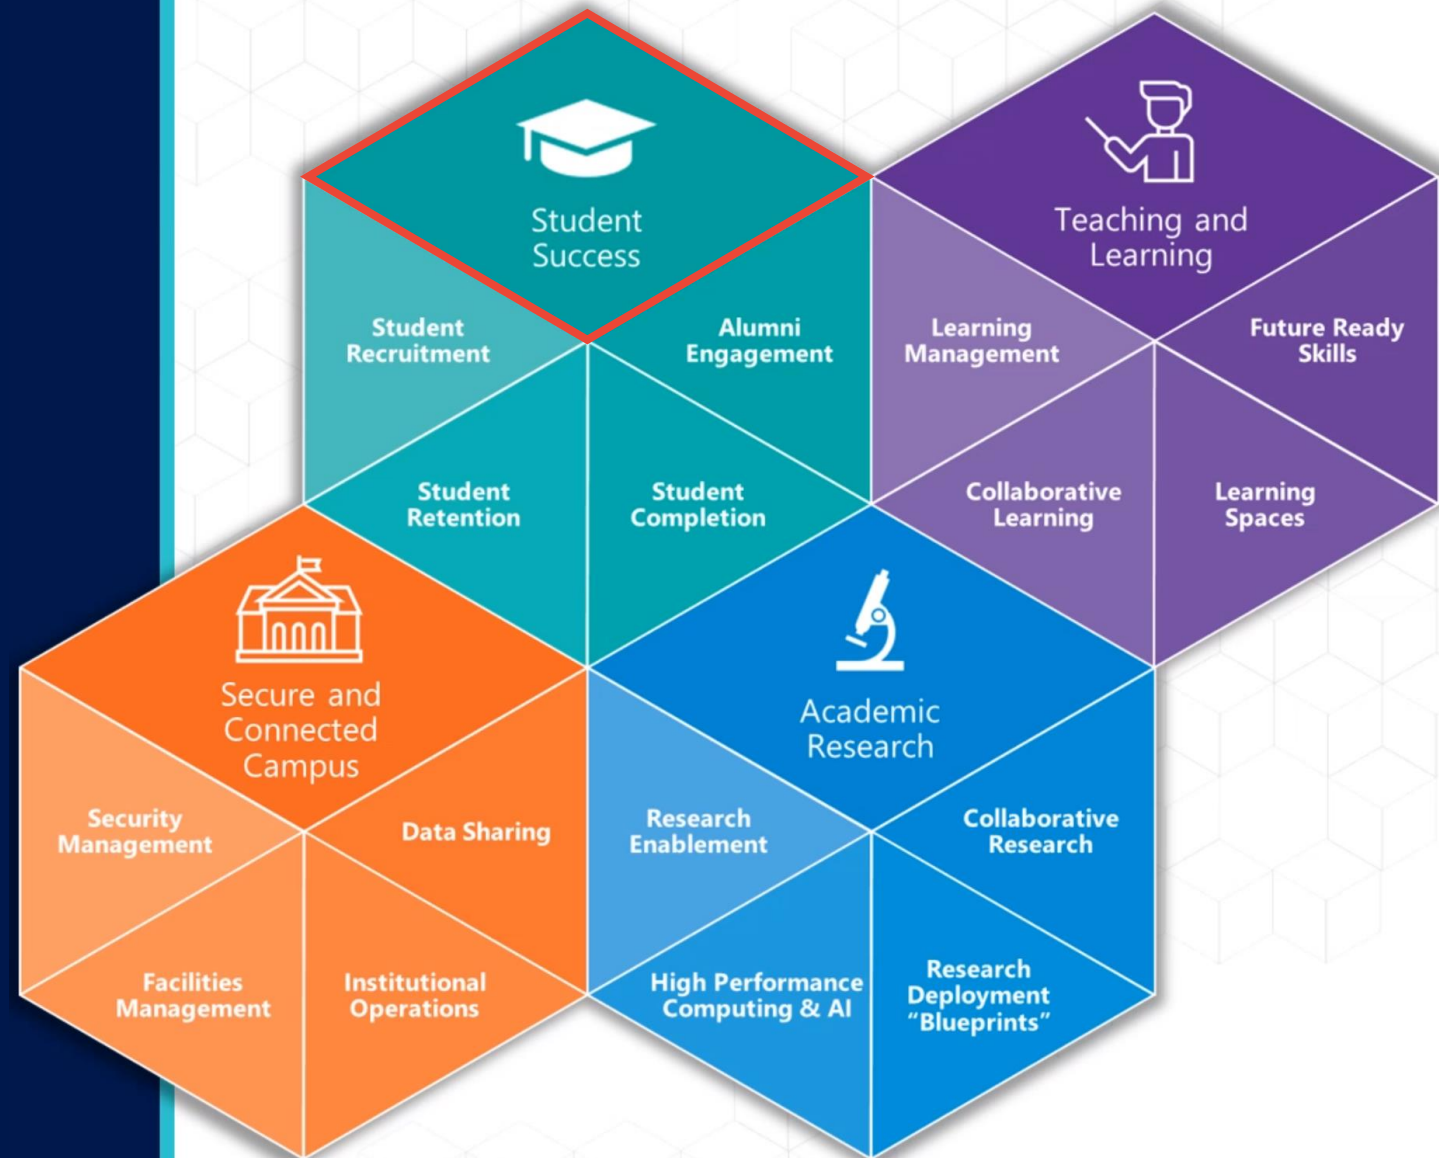 Student
Success
Student
Recruitment
Alumni
Engagement
Student
Retention
Student
Completion
Teaching and
Learning
Learning
Management
Future Ready
Skills
Collaborative
Learning
Learning
Spaces
Secure and
Connected
Campus
Security
Management
Data Sharing
Facilities
Management
Institutional
Operations
Academic
Research
Research
Enablement
Collaborative
Research
High Performance
Computing & AI
Research
Deployment
“Blueprints”